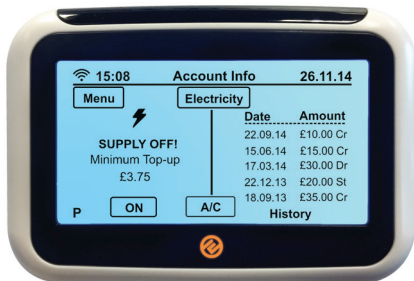 15:08 Account Info 26.11.14
Menu Electricity
Date Amount
22.09.14 £10.00 Cr
SUPPLY OFF!
15.06.14 £15.00 Cr
Minimum Top-up
17.03.14 £30.00 Dr
£3.75
22.12.13 £20.00 St
18.09.13 £35.00 Cr
P ON A/C History